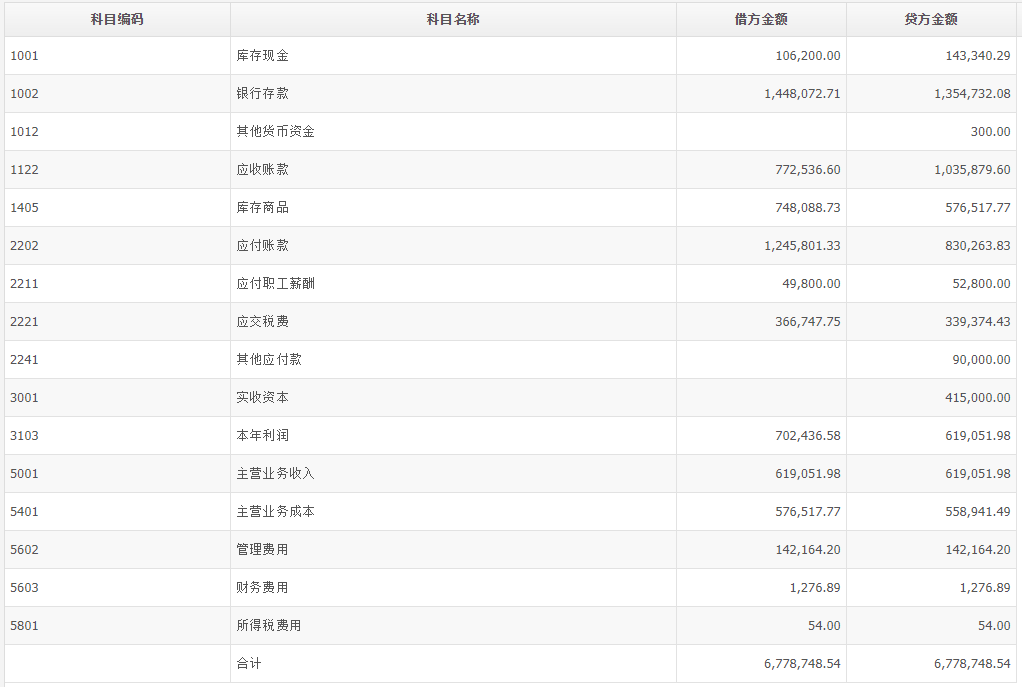 科目编码 科目名称 借方金额 贷方金额
1001 库存现金 106,200.00 143,340.29
1002 银行存款 1,448,072.71 1,354,732.08
1012 其他货币资金 300.00
1122 应收账款 772,536.60 1,035,879.60
1405 库存商品 748,088.73 576,517.77
2202 应付账款 1,245,801.33 830,263.83
2211 应付职工薪酬 49,800.00 52,800.00
2221 应交税费 366,747.75 339,374.43
2241 其他应付款 90,000.00
3001 实收资本 415,000.00
3103 本年利润 702,436.58 619,051.98
5001 主营业务收入 619,051.98 619,051.98
5401 主营业务成本 576,517.77 558,941.49
5602 管理费用 142,164.20 142,164.20
5603 财务费用 1,276.89 1,276.89
5801 所得税费用 54.00 54.00
合计 6,778,748.54 6,778,748.54